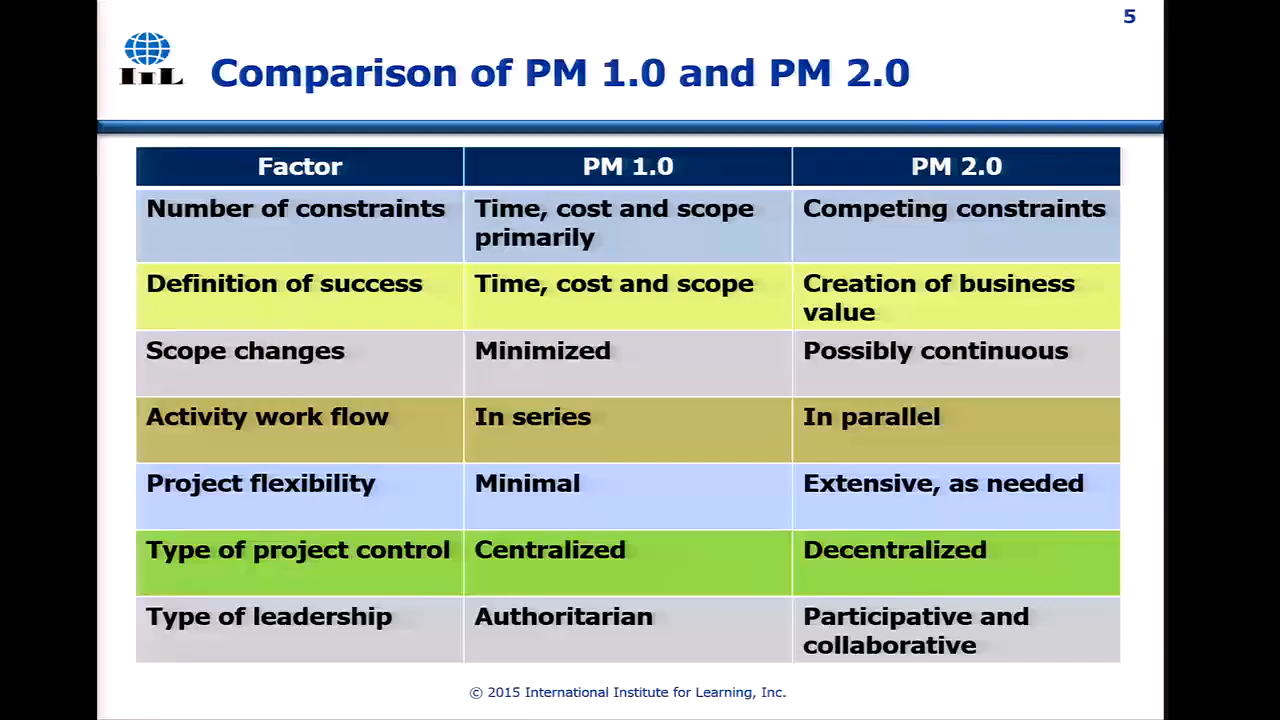 5
IIL
Comparison of PM 1.0 and PM 2.0
Factor PM 1.0 PM 2.0
Number of constraints Time, cost and scope primarily Competing constraints
Definition of success Time, cost and scope Creation of business value
Scope changes Minimized Possibly continuous
Activity work flow In series In parallel
Project flexibility Minimal Extensive, as needed
Type of project control Centralized Decentralized
Type of leadership Authoritarian Participative and collaborative
© 2015 International Institute for Learning, Inc.